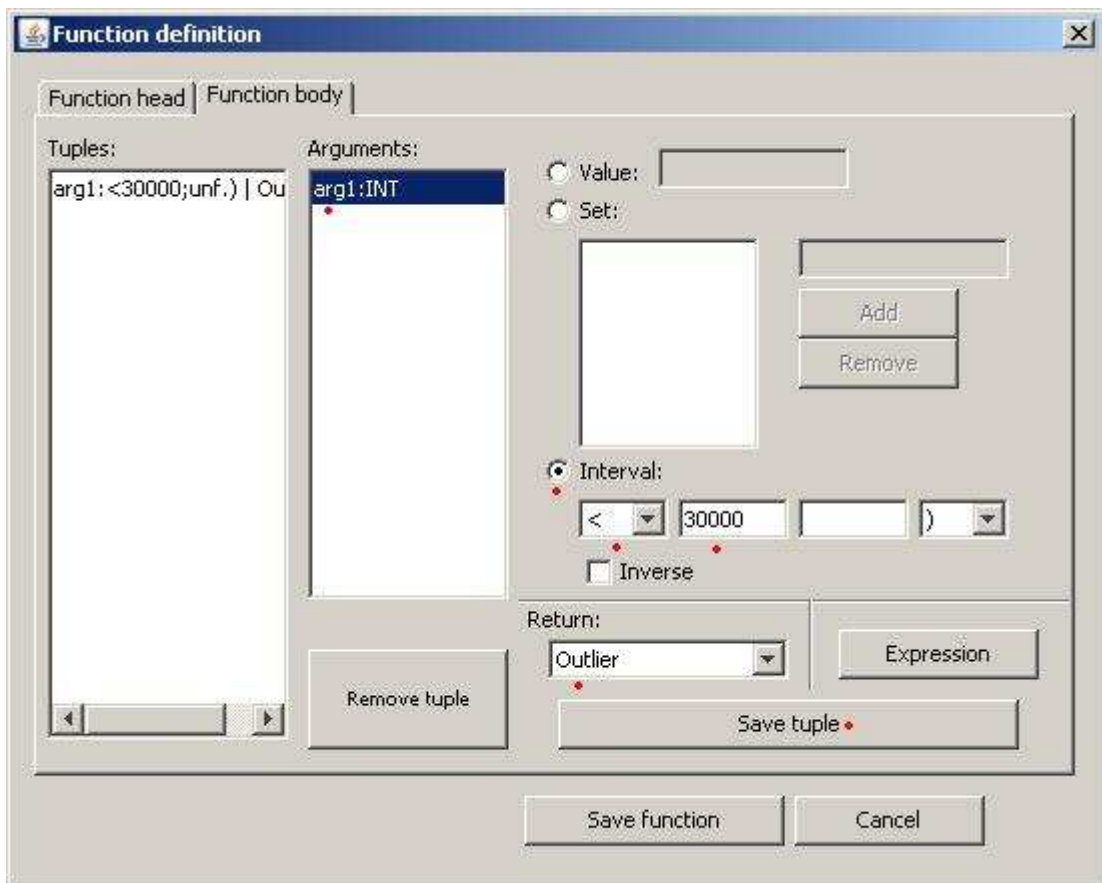 Function definition
Function head
Function body
Tuples:
arg1:<30000;unf.) | Ou
Arguments:
arg1:INT
Value:
Set:
Add
Remove
Interval:
< 30000 )
Inverse
Return:
Outlier
Expression
Remove tuple
Save tuple
Save function
Cancel